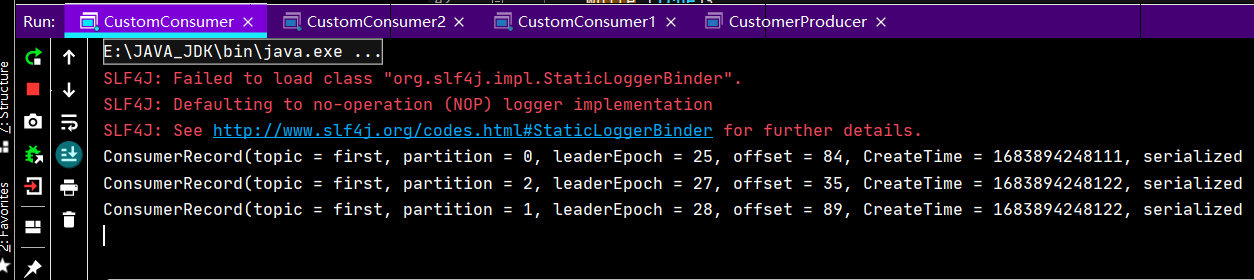 Run: CustomConsumer × CustomConsumer2 × CustomConsumer1 × CustomerProducer ×
E:\JAVA_JDK\bin\java.exe ...
SLF4J: Failed to load class "org.slf4j.impl.StaticLoggerBinder".
SLF4J: Defaulting to no-operation (NOP) logger implementation
SLF4J: See http://www.slf4j.org/codes.html#StaticLoggerBinder for further details.
ConsumerRecord(topic = first, partition = 0, leaderEpoch = 25, offset = 84, CreateTime = 1683894248111, serialized
ConsumerRecord(topic = first, partition = 2, leaderEpoch = 27, offset = 35, CreateTime = 1683894248122, serialized
ConsumerRecord(topic = first, partition = 1, leaderEpoch = 28, offset = 89, CreateTime = 1683894248122, serialized
7: Structure
2: Favorites